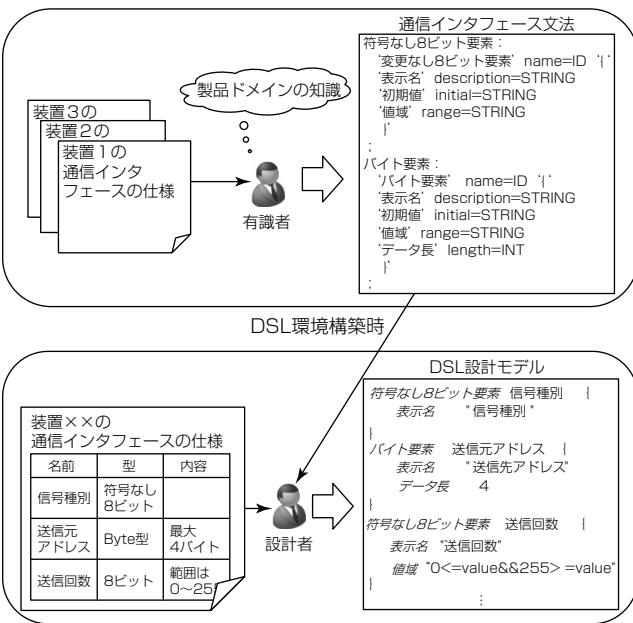 通信インタフェース文法
製品ドメインの知識
装置３の
装置２の
装置１の
通信インタ
フェースの仕様
有識者
符号なし8ビット要素：
‘変更なし8ビット要素’ name=ID ‘{‘
‘表示名’ description=STRING
‘初期値’ initial=STRING
‘値域’ range=STRING
}‘
;
バイト要素：
‘バイト要素’ name=ID ‘{‘
‘表示名’ description=STRING
‘初期値’ initial=STRING
‘値域’ range=STRING
‘データ長’ length=INT
}‘
;
DSL環境構築時
DSL設計モデル
装置××の
通信インタフェースの仕様
名前 型 内容
信号種別 符号なし
8ビット
送信元
アドレス Byte型 最大
4バイト
送信回数 8ビット 範囲は
0～25
設計者
符号なし8ビット要素 信号種別 {
表示名 "信号種別"
}
バイト要素 送信元アドレス {
表示名 "送信先アドレス"
データ長 4
}
符号なし8ビット要素 送信回数 {
表示名 "送信回数"
値域 "0<=value&&255> =value"
}
⋮